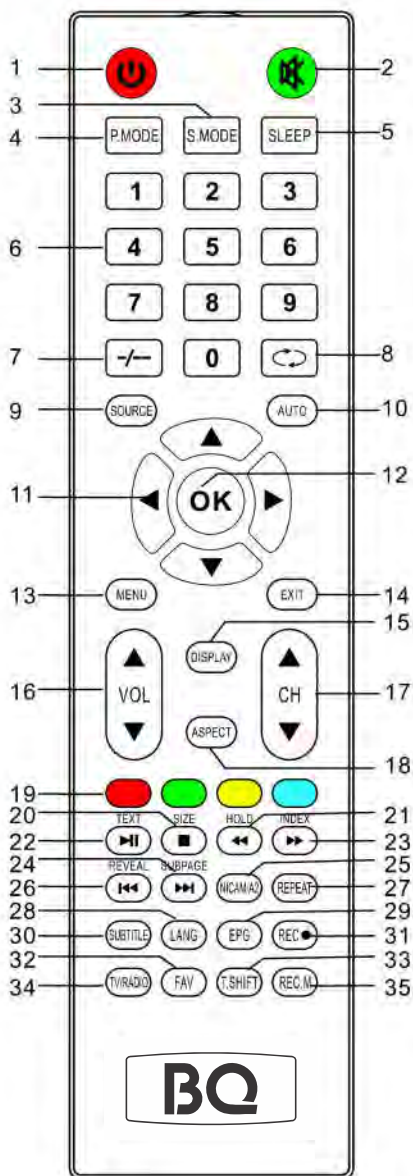 1 2
3
4 P.MODE S.MODE SLEEP 5
1 2 3
6 4 5 6
7 8 9
7 -/-- 0 8
9 SOURCE AUTO 10
11 OK 12
13 MENU EXIT 14
15
DISPLAY
16 VOL CH 17
ASPECT
18
19
20 TEXT SIZE HOLD INDEX 21
22 23
24 REVEAL SUBPAGE 25
26 NICAM/A2 REPEAT 27
28 29
30 SUBTITLE LANG EPG REC 31
32 33
34 TV/RADIO FAV T.SHIFT REC.M 35
BQ